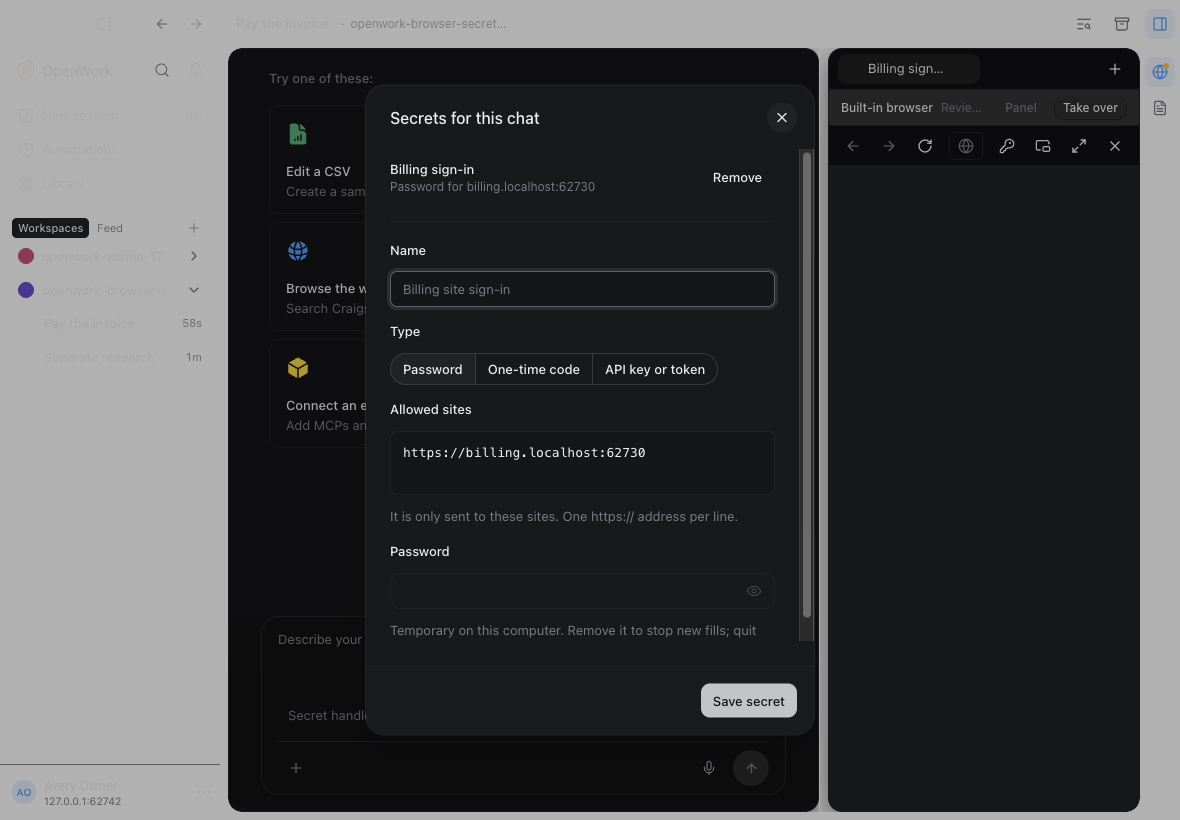 Pay the invoice · openwork-browser-secret...
OpenWork
New session
Automations
Library
Workspaces Feed
openwork-admin-17
openwork-browser-s
Pay the invoice 58s
Separate research 1m
AO Avery Owner
127.0.0.1:62742
Try one of these:
Edit a CSV
Create a sam
Browse the w
Search Craigs
Connect an e
Add MCPs an
Describe your
Secret handle
Secrets for this chat
Billing sign-in
Password for billing.localhost:62730
Remove
Name
Billing site sign-in
Type
Password One-time code API key or token
Allowed sites
https://billing.localhost:62730
It is only sent to these sites. One https:// address per line.
Password
Temporary on this computer. Remove it to stop new fills; quit
Save secret
Billing sign...
Built-in browser Revie... Panel Take over